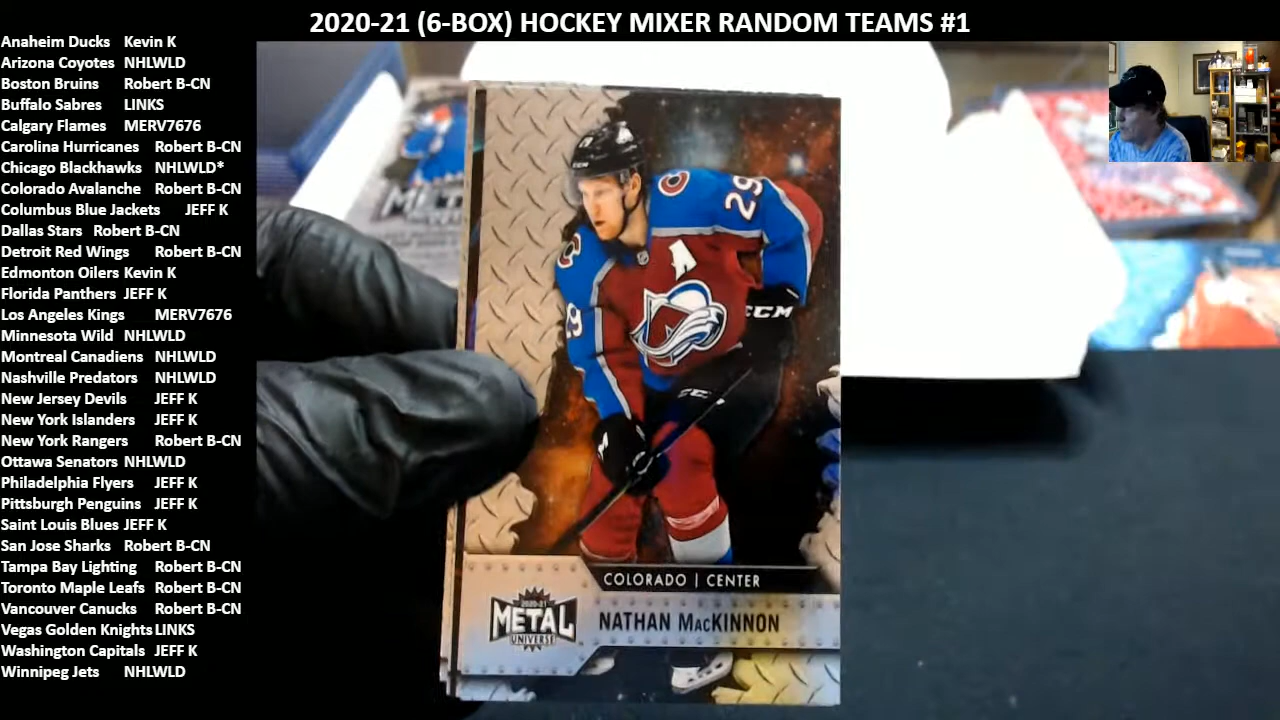 2020-21 (6-BOX) HOCKEY MIXER RANDOM TEAMS #1
Anaheim Ducks Kevin K
Arizona Coyotes NHLWLD
Boston Bruins Robert B-CN
Buffalo Sabres LINKS
Calgary Flames MERV7676
Carolina Hurricanes Robert B-CN
Chicago Blackhawks NHLWLD*
Colorado Avalanche Robert B-CN
Columbus Blue Jackets JEFF K
Dallas Stars Robert B-CN
Detroit Red Wings Robert B-CN
Edmonton Oilers Kevin K
Florida Panthers JEFF K
Los Angeles Kings MERV7676
Minnesota Wild NHLWLD
Montreal Canadiens NHLWLD
Nashville Predators NHLWLD
New Jersey Devils JEFF K
New York Islanders JEFF K
New York Rangers Robert B-CN
Ottawa Senators NHLWLD
Philadelphia Flyers JEFF K
Pittsburgh Penguins JEFF K
Saint Louis Blues JEFF K
San Jose Sharks Robert B-CN
Tampa Bay Lighting Robert B-CN
Toronto Maple Leafs Robert B-CN
Vancouver Canucks Robert B-CN
Vegas Golden Knights LINKS
Washington Capitals JEFF K
Winnipeg Jets NHLWLD
29
A
29
CCM
CCM
COLORADO | CENTER
2020-21
METAL
UNIVERSE
NATHAN MacKINNON